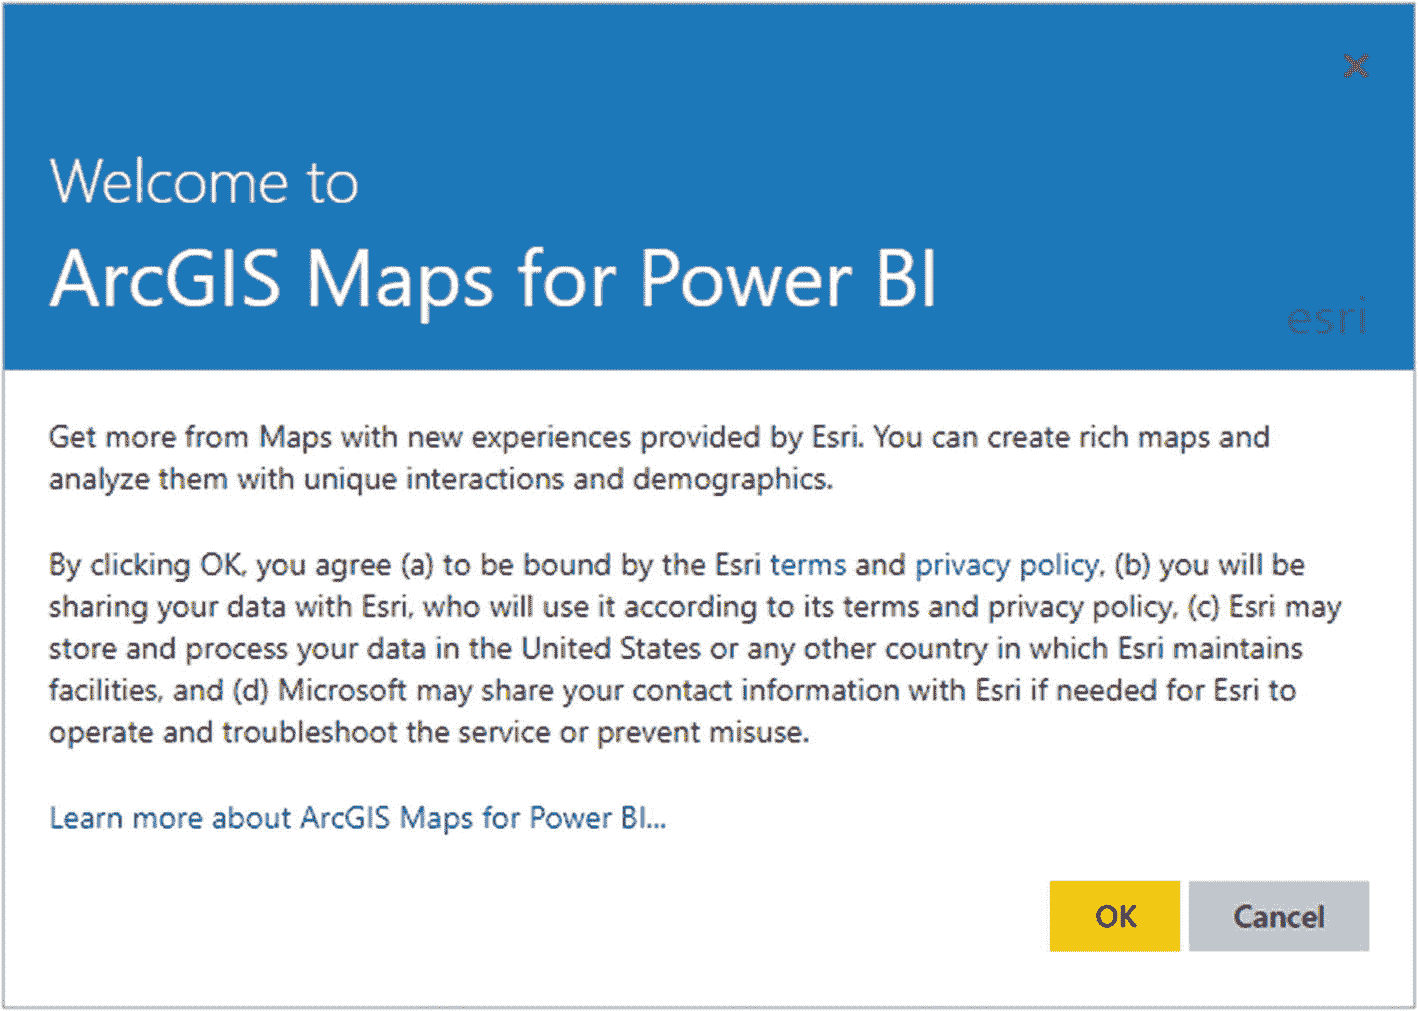 Welcome to
ArcGIS Maps for Power BI
esri
Get more from Maps with new experiences provided by Esri. You can create rich maps and
analyze them with unique interactions and demographics.
By clicking OK, you agree (a) to be bound by the Esri terms and privacy policy, (b) you will be
sharing your data with Esri, who will use it according to its terms and privacy policy, (c) Esri may
store and process your data in the United States or any other country in which Esri maintains
facilities, and (d) Microsoft may share your contact information with Esri if needed for Esri to
operate and troubleshoot the service or prevent misuse.
Learn more about ArcGIS Maps for Power BI...
OK Cancel